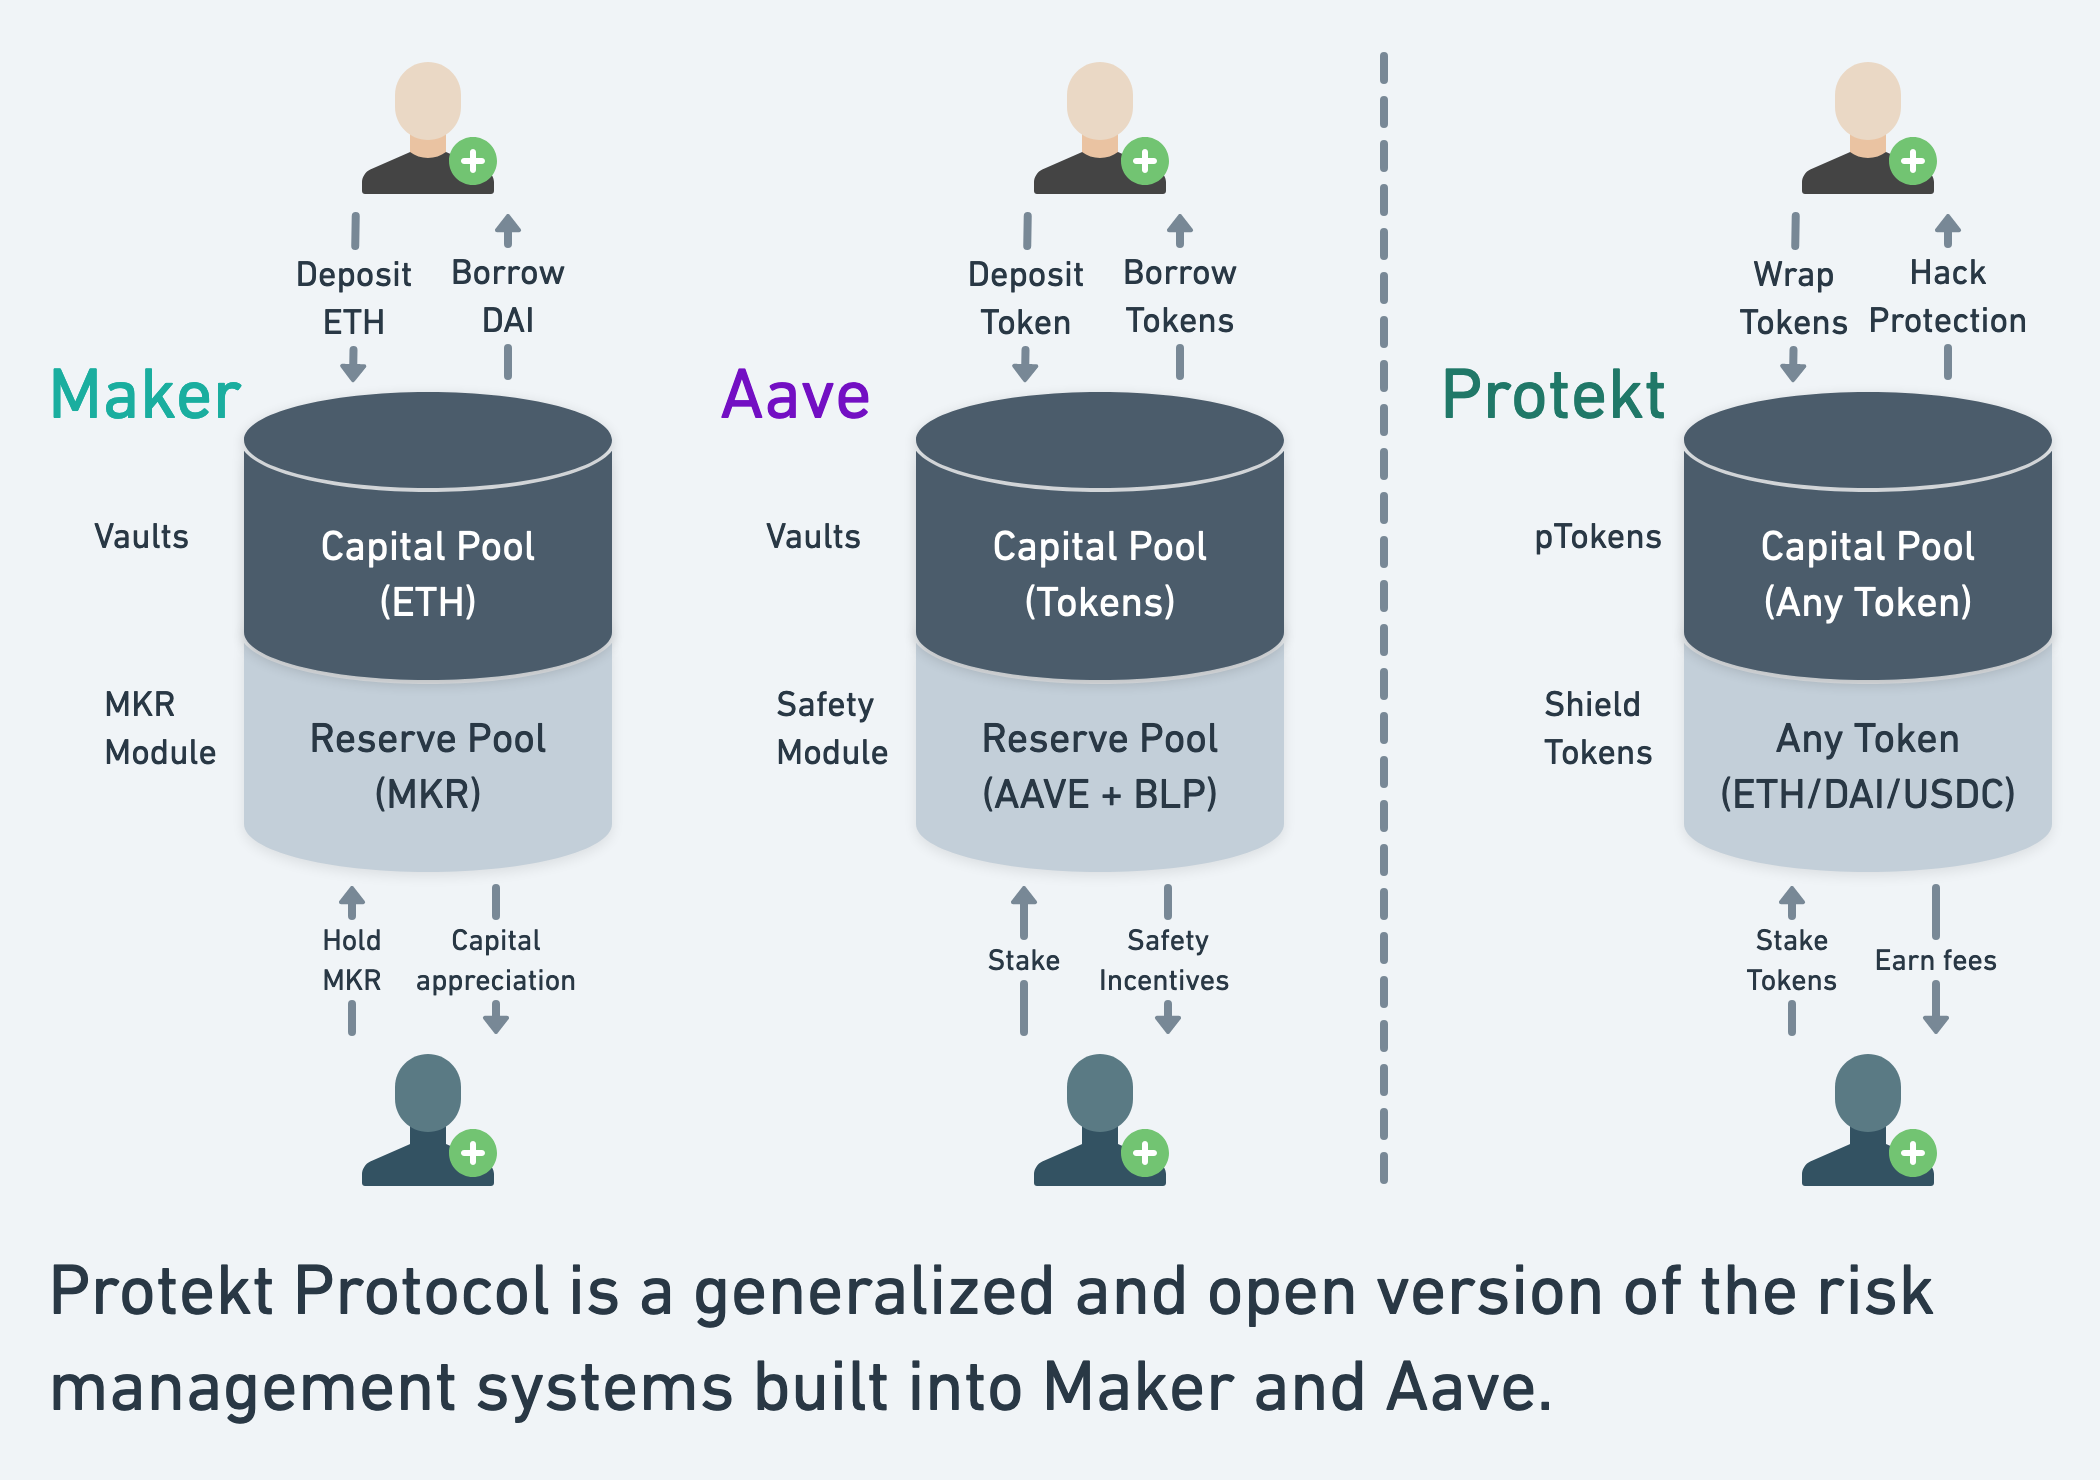 Deposit
ETH
Borrow
DAI
Maker
Vaults
Capital Pool
(ETH)
MKR
Module
Reserve Pool
(MKR)
Hold
MKR
Capital
appreciation
Deposit
Token
Borrow
Tokens
Aave
Vaults
Capital Pool
(Tokens)
Safety
Module
Reserve Pool
(AAVE + BLP)
Stake
Safety
Incentives
Wrap
Tokens
Hack
Protection
Protekt
pTokens
Capital Pool
(Any Token)
Shield
Tokens
Any Token
(ETH/DAI/USDC)
Stake
Tokens
Earn fees
Protekt Protocol is a generalized and open version of the risk
management systems built into Maker and Aave.